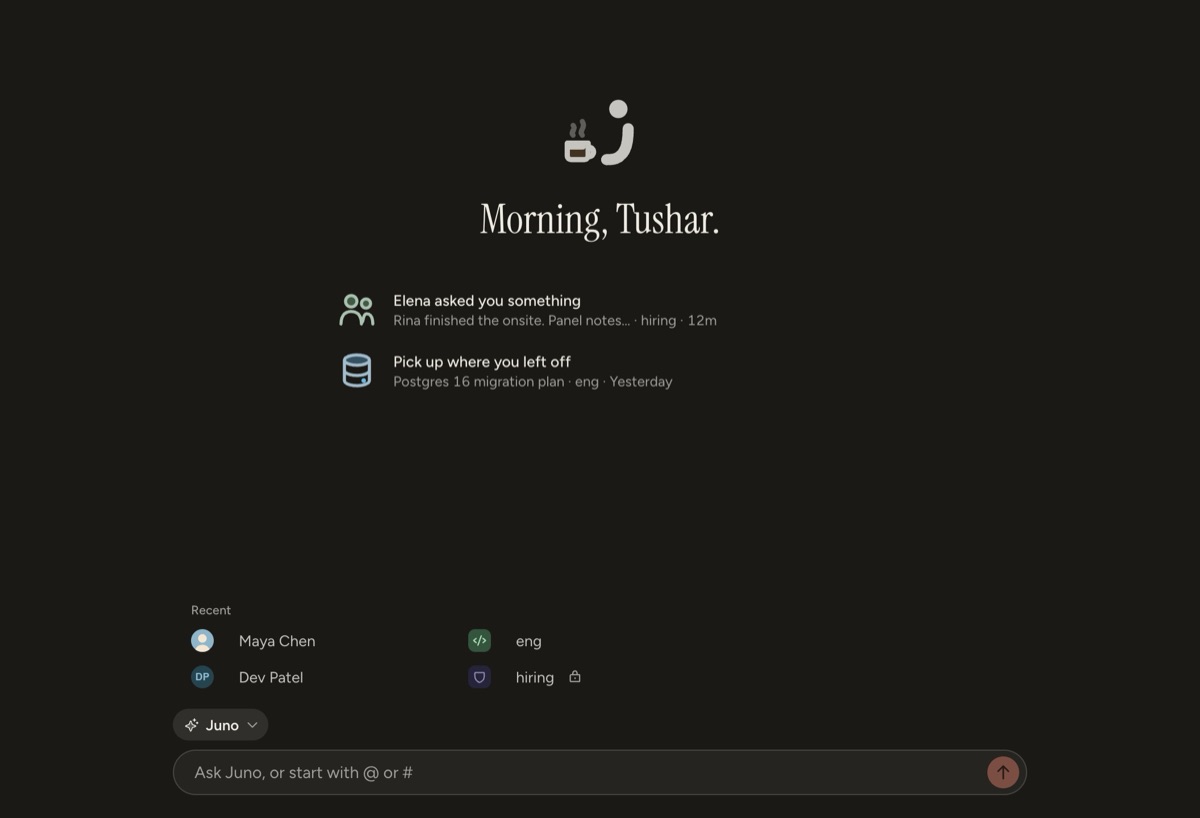 Morning, Tushar.
Elena asked you something
Rina finished the onsite. Panel notes... · hiring · 12m
Pick up where you left off
Postgres 16 migration plan · eng · Yesterday
Recent
Maya Chen
</> eng
DP Dev Patel
hiring
Juno
Ask Juno, or start with @ or #